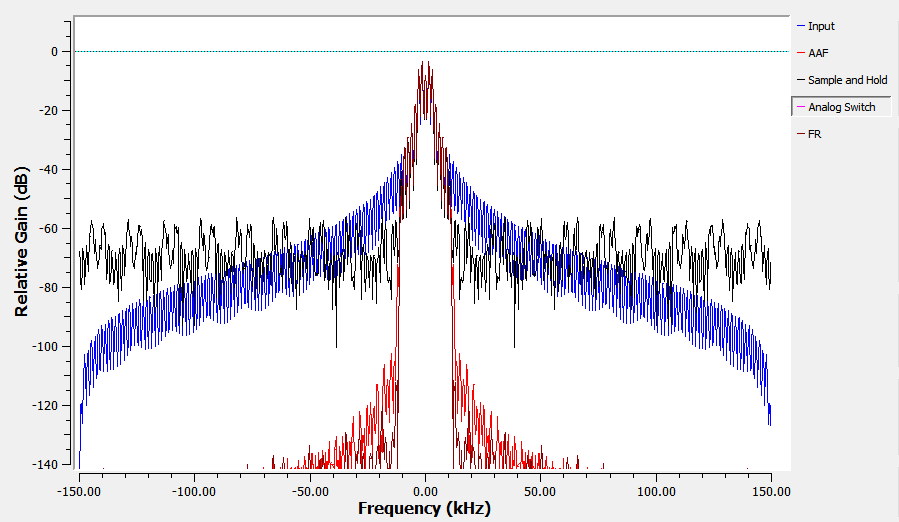 Relative Gain (dB)
0
-20
-40
-60
-80
-100
-120
-140
-150.00
-100.00
-50.00
0.00
50.00
100.00
150.00
Frequency (kHz)
Input
AAF
Sample and Hold
Analog Switch
FR